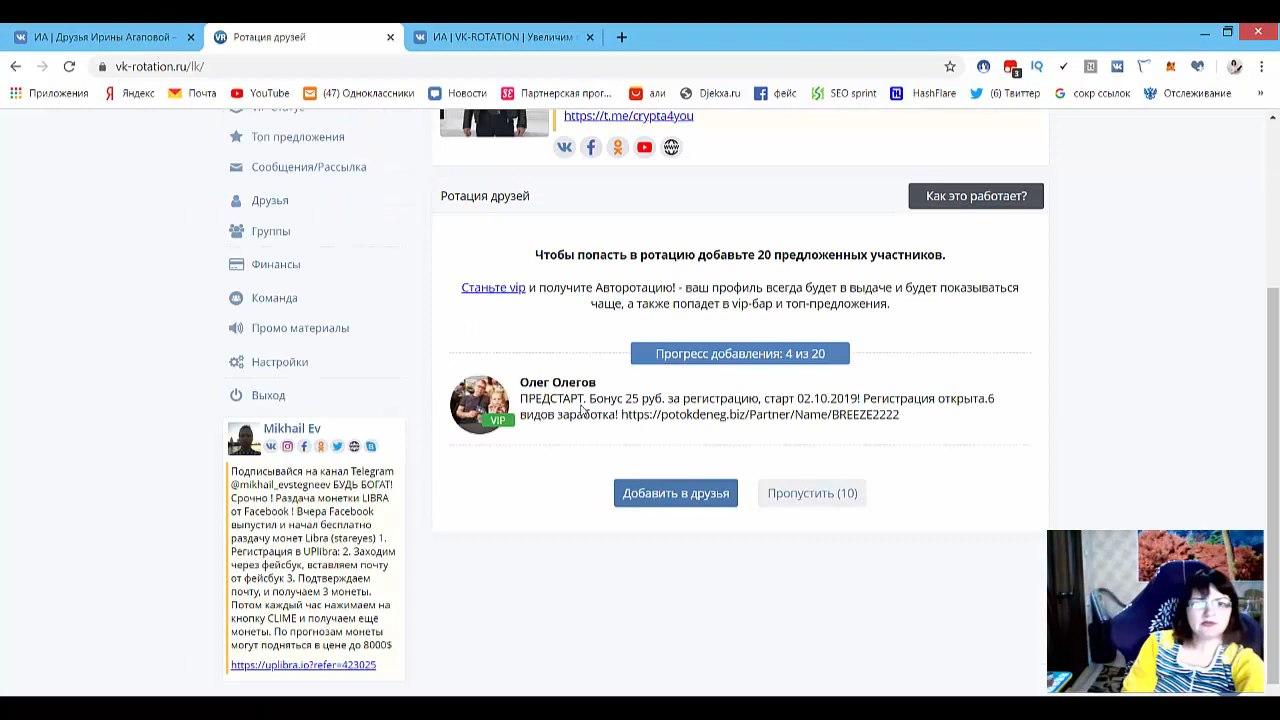 ИА | Друзья Ирины Агаповой –
Ротация друзей
ИА | VK-ROTATION | Увеличим
vk-rotation.ru/lk/
3
Приложения
Яндекс
Почта
YouTube
(47) Одноклассники
Новости
Партнерская прог...
али
Djekxa.ru
фейс
SEO sprint
HashFlare
(6) Твиттер
сокр ссылок
Отслеживание
Топ предложения
Сообщения/Рассылка
Друзья
Группы
Финансы
Команда
Промо материалы
Настройки
Выход
Mikhail Ev
Подписывайся на канал Telegram
@mikhail_evstegneev БУДЬ БОГАТ!
Срочно ! Раздача монетки LIBRA
от Facebook ! Вчера Facebook
выпустил и начал бесплатно
раздачу монет Libra (stareyes) 1.
Регистрация в UPlibra: 2. Заходим
через фейсбук, вставляем почту
от фейсбук 3. Подтверждаем
почту, и получаем 3 монеты.
Потом каждый час нажимаем на
кнопку CLIME и получаем ещё
монеты. По прогнозам монеты
могут подняться в цене до 8000$
https://uplibra.io?refer=423025
https://t.me/crypta4you
Ротация друзей
Как это работает?
Чтобы попасть в ротацию добавьте 20 предложенных участников.
Станьте vip и получите Авторотацию! - ваш профиль всегда будет в выдаче и будет показываться
чаще, а также попадет в vip-бар и топ-предложения.
Прогресс добавления: 4 из 20
Олег Олегов
ПРЕДСТАРТ. Бонус 25 руб. за регистрацию, старт 02.10.2019! Регистрация открыта.6
видов заработка! https://potokdeneg.biz/Partner/Name/BREEZE2222
VIP
Добавить в друзья
Пропустить (10)